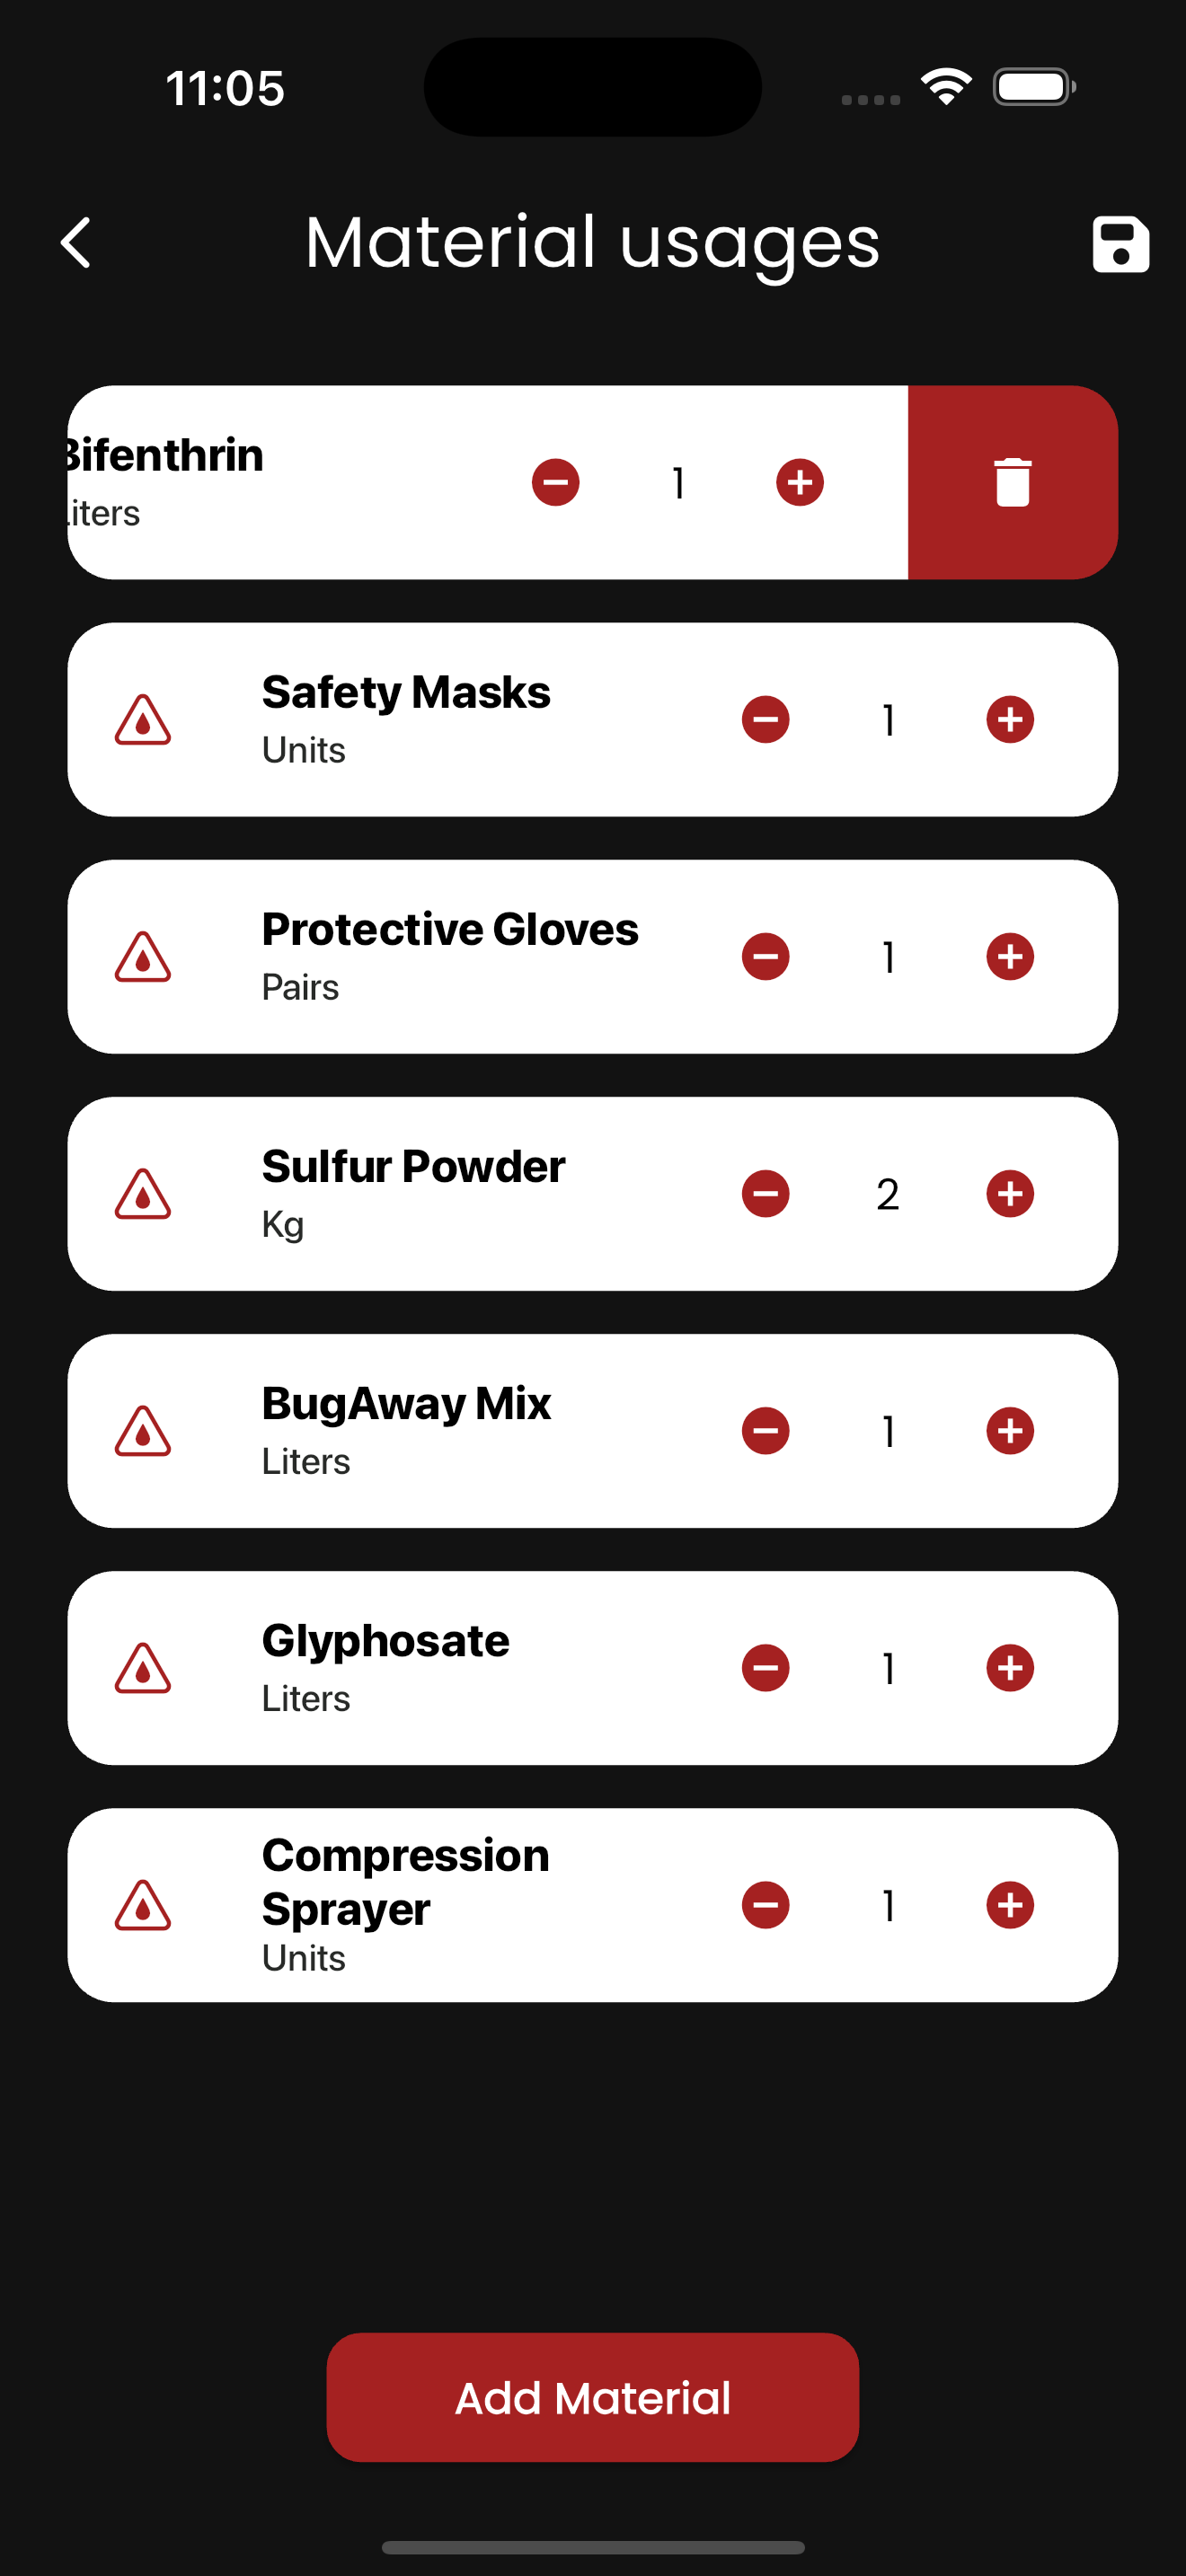 11:05
Material usages
Bifenthrin
Liters
1
Safety Masks
Units
1
Protective Gloves
Pairs
1
Sulfur Powder
Kg
2
BugAway Mix
Liters
1
Glyphosate
Liters
1
Compression
Sprayer
Units
1
Add Material